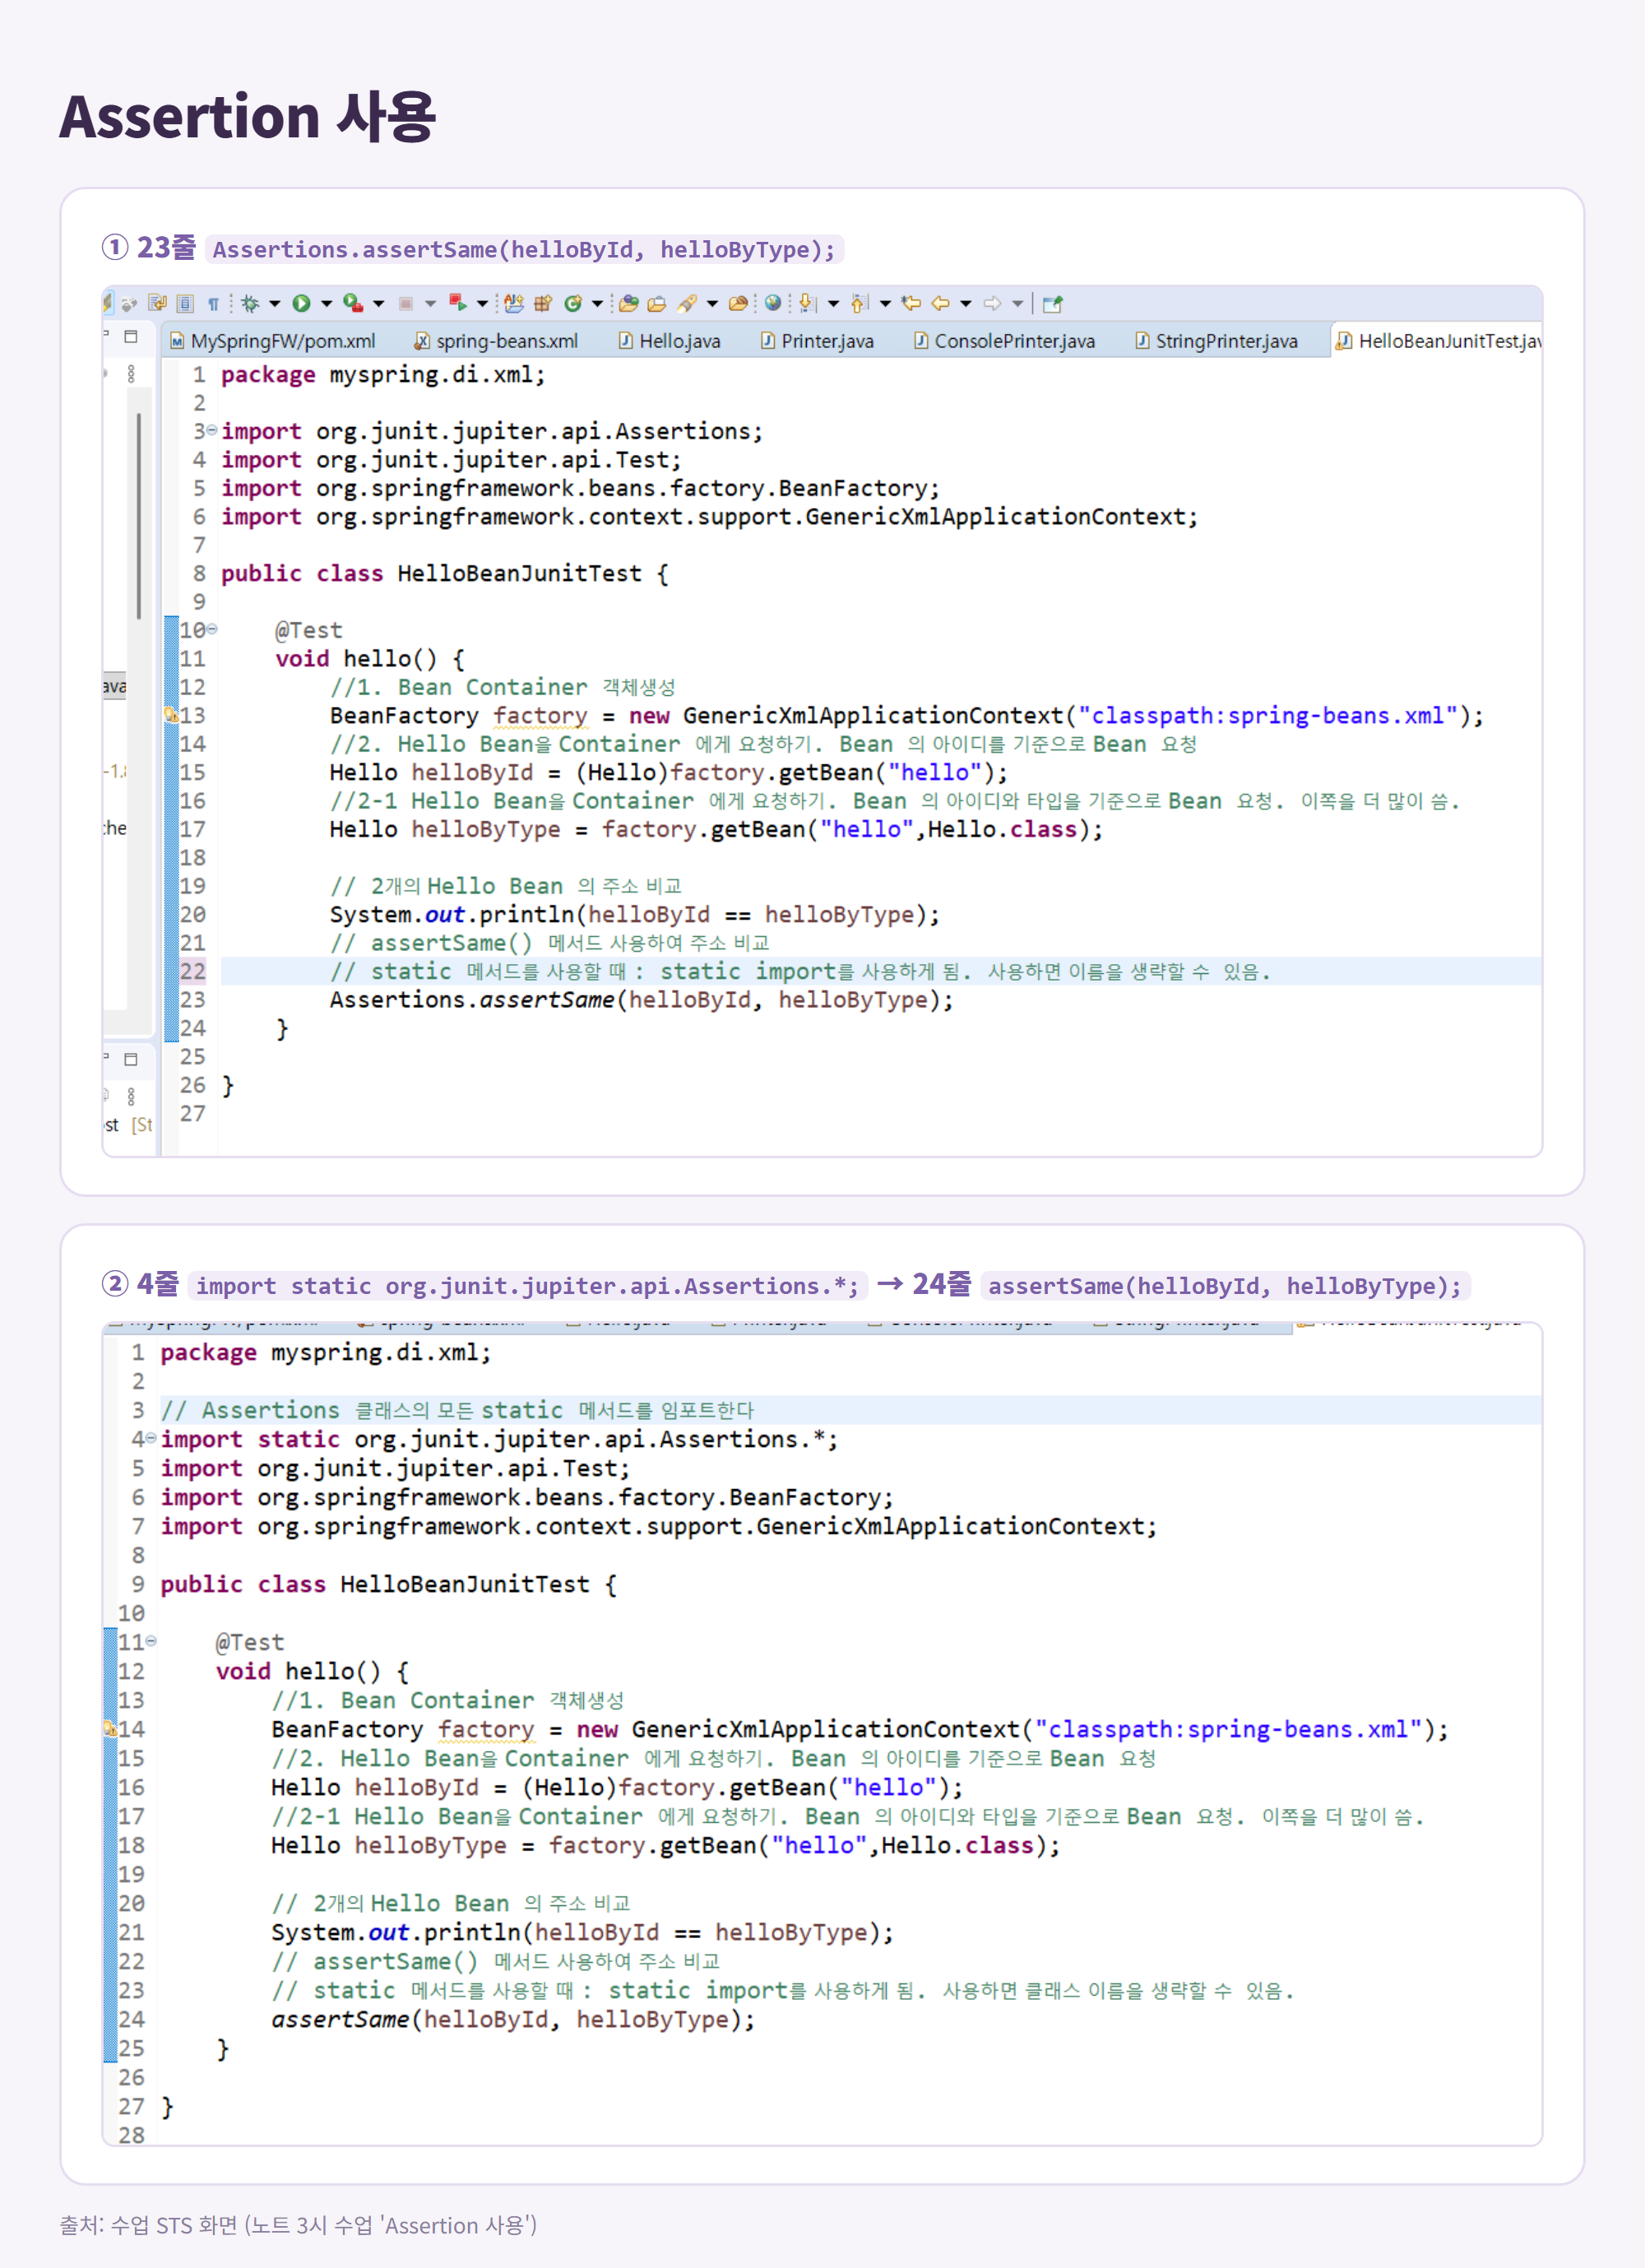 Assertion 사용
① 23줄 Assertions.assertSame(helloById, helloByType);
MySpringFW/pom.xml spring-beans.xml Hello.java Printer.java ConsolePrinter.java StringPrinter.java HelloBeanJunitTest.jav
1 package myspring.di.xml;
2
3 import org.junit.jupiter.api.Assertions;
4 import org.junit.jupiter.api.Test;
5 import org.springframework.beans.factory.BeanFactory;
6 import org.springframework.context.support.GenericXmlApplicationContext;
7
8 public class HelloBeanJunitTest {
9
10 @Test
11 void hello() {
12 //1. Bean Container 객체생성
13 BeanFactory factory = new GenericXmlApplicationContext("classpath:spring-beans.xml");
14 //2. Hello Bean을 Container 에게 요청하기. Bean 의 아이디를 기준으로 Bean 요청
15 Hello helloById = (Hello)factory.getBean("hello");
16 //2-1 Hello Bean을 Container 에게 요청하기. Bean 의 아이디와 타입을 기준으로 Bean 요청. 이쪽을 더 많이 씀.
17 Hello helloByType = factory.getBean("hello",Hello.class);
18
19 // 2개의 Hello Bean 의 주소 비교
20 System.out.println(helloById == helloByType);
21 // assertSame() 메서드 사용하여 주소 비교
22 // static 메서드를 사용할 때 : static import를 사용하게 됨. 사용하면 이름을 생략할 수 있음.
23 Assertions.assertSame(helloById, helloByType);
24 }
25
26 }
27
ava
-1.8
che
st [St
② 4줄 import static org.junit.jupiter.api.Assertions.*; → 24줄 assertSame(helloById, helloByType);
1 package myspring.di.xml;
2
3 // Assertions 클래스의 모든 static 메서드를 임포트한다
4 import static org.junit.jupiter.api.Assertions.*;
5 import org.junit.jupiter.api.Test;
6 import org.springframework.beans.factory.BeanFactory;
7 import org.springframework.context.support.GenericXmlApplicationContext;
8
9 public class HelloBeanJunitTest {
10
11 @Test
12 void hello() {
13 //1. Bean Container 객체생성
14 BeanFactory factory = new GenericXmlApplicationContext("classpath:spring-beans.xml");
15 //2. Hello Bean을 Container 에게 요청하기. Bean 의 아이디를 기준으로 Bean 요청
16 Hello helloById = (Hello)factory.getBean("hello");
17 //2-1 Hello Bean을 Container 에게 요청하기. Bean 의 아이디와 타입을 기준으로 Bean 요청. 이쪽을 더 많이 씀.
18 Hello helloByType = factory.getBean("hello",Hello.class);
19
20 // 2개의 Hello Bean 의 주소 비교
21 System.out.println(helloById == helloByType);
22 // assertSame() 메서드 사용하여 주소 비교
23 // static 메서드를 사용할 때 : static import를 사용하게 됨. 사용하면 클래스 이름을 생략할 수 있음.
24 assertSame(helloById, helloByType);
25 }
26
27 }
28
출처: 수업 STS 화면 (노트 3시 수업 'Assertion 사용')